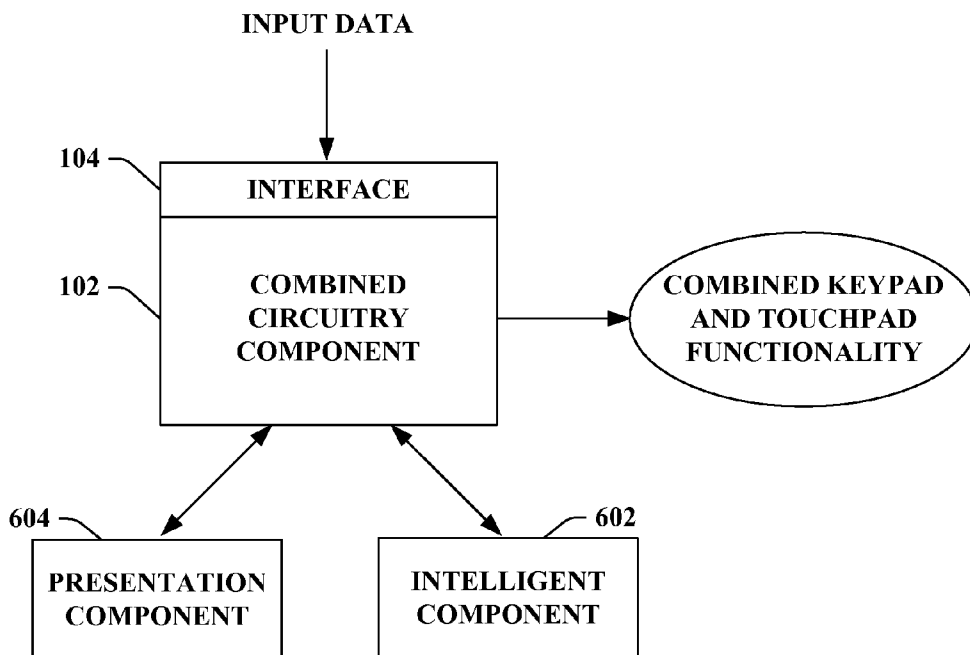 INPUT DATA
104
INTERFACE
102
COMBINED
CIRCUITRY
COMPONENT
COMBINED KEYPAD
AND TOUCHPAD
FUNCTIONALITY
604
PRESENTATION
COMPONENT
602
INTELLIGENT
COMPONENT